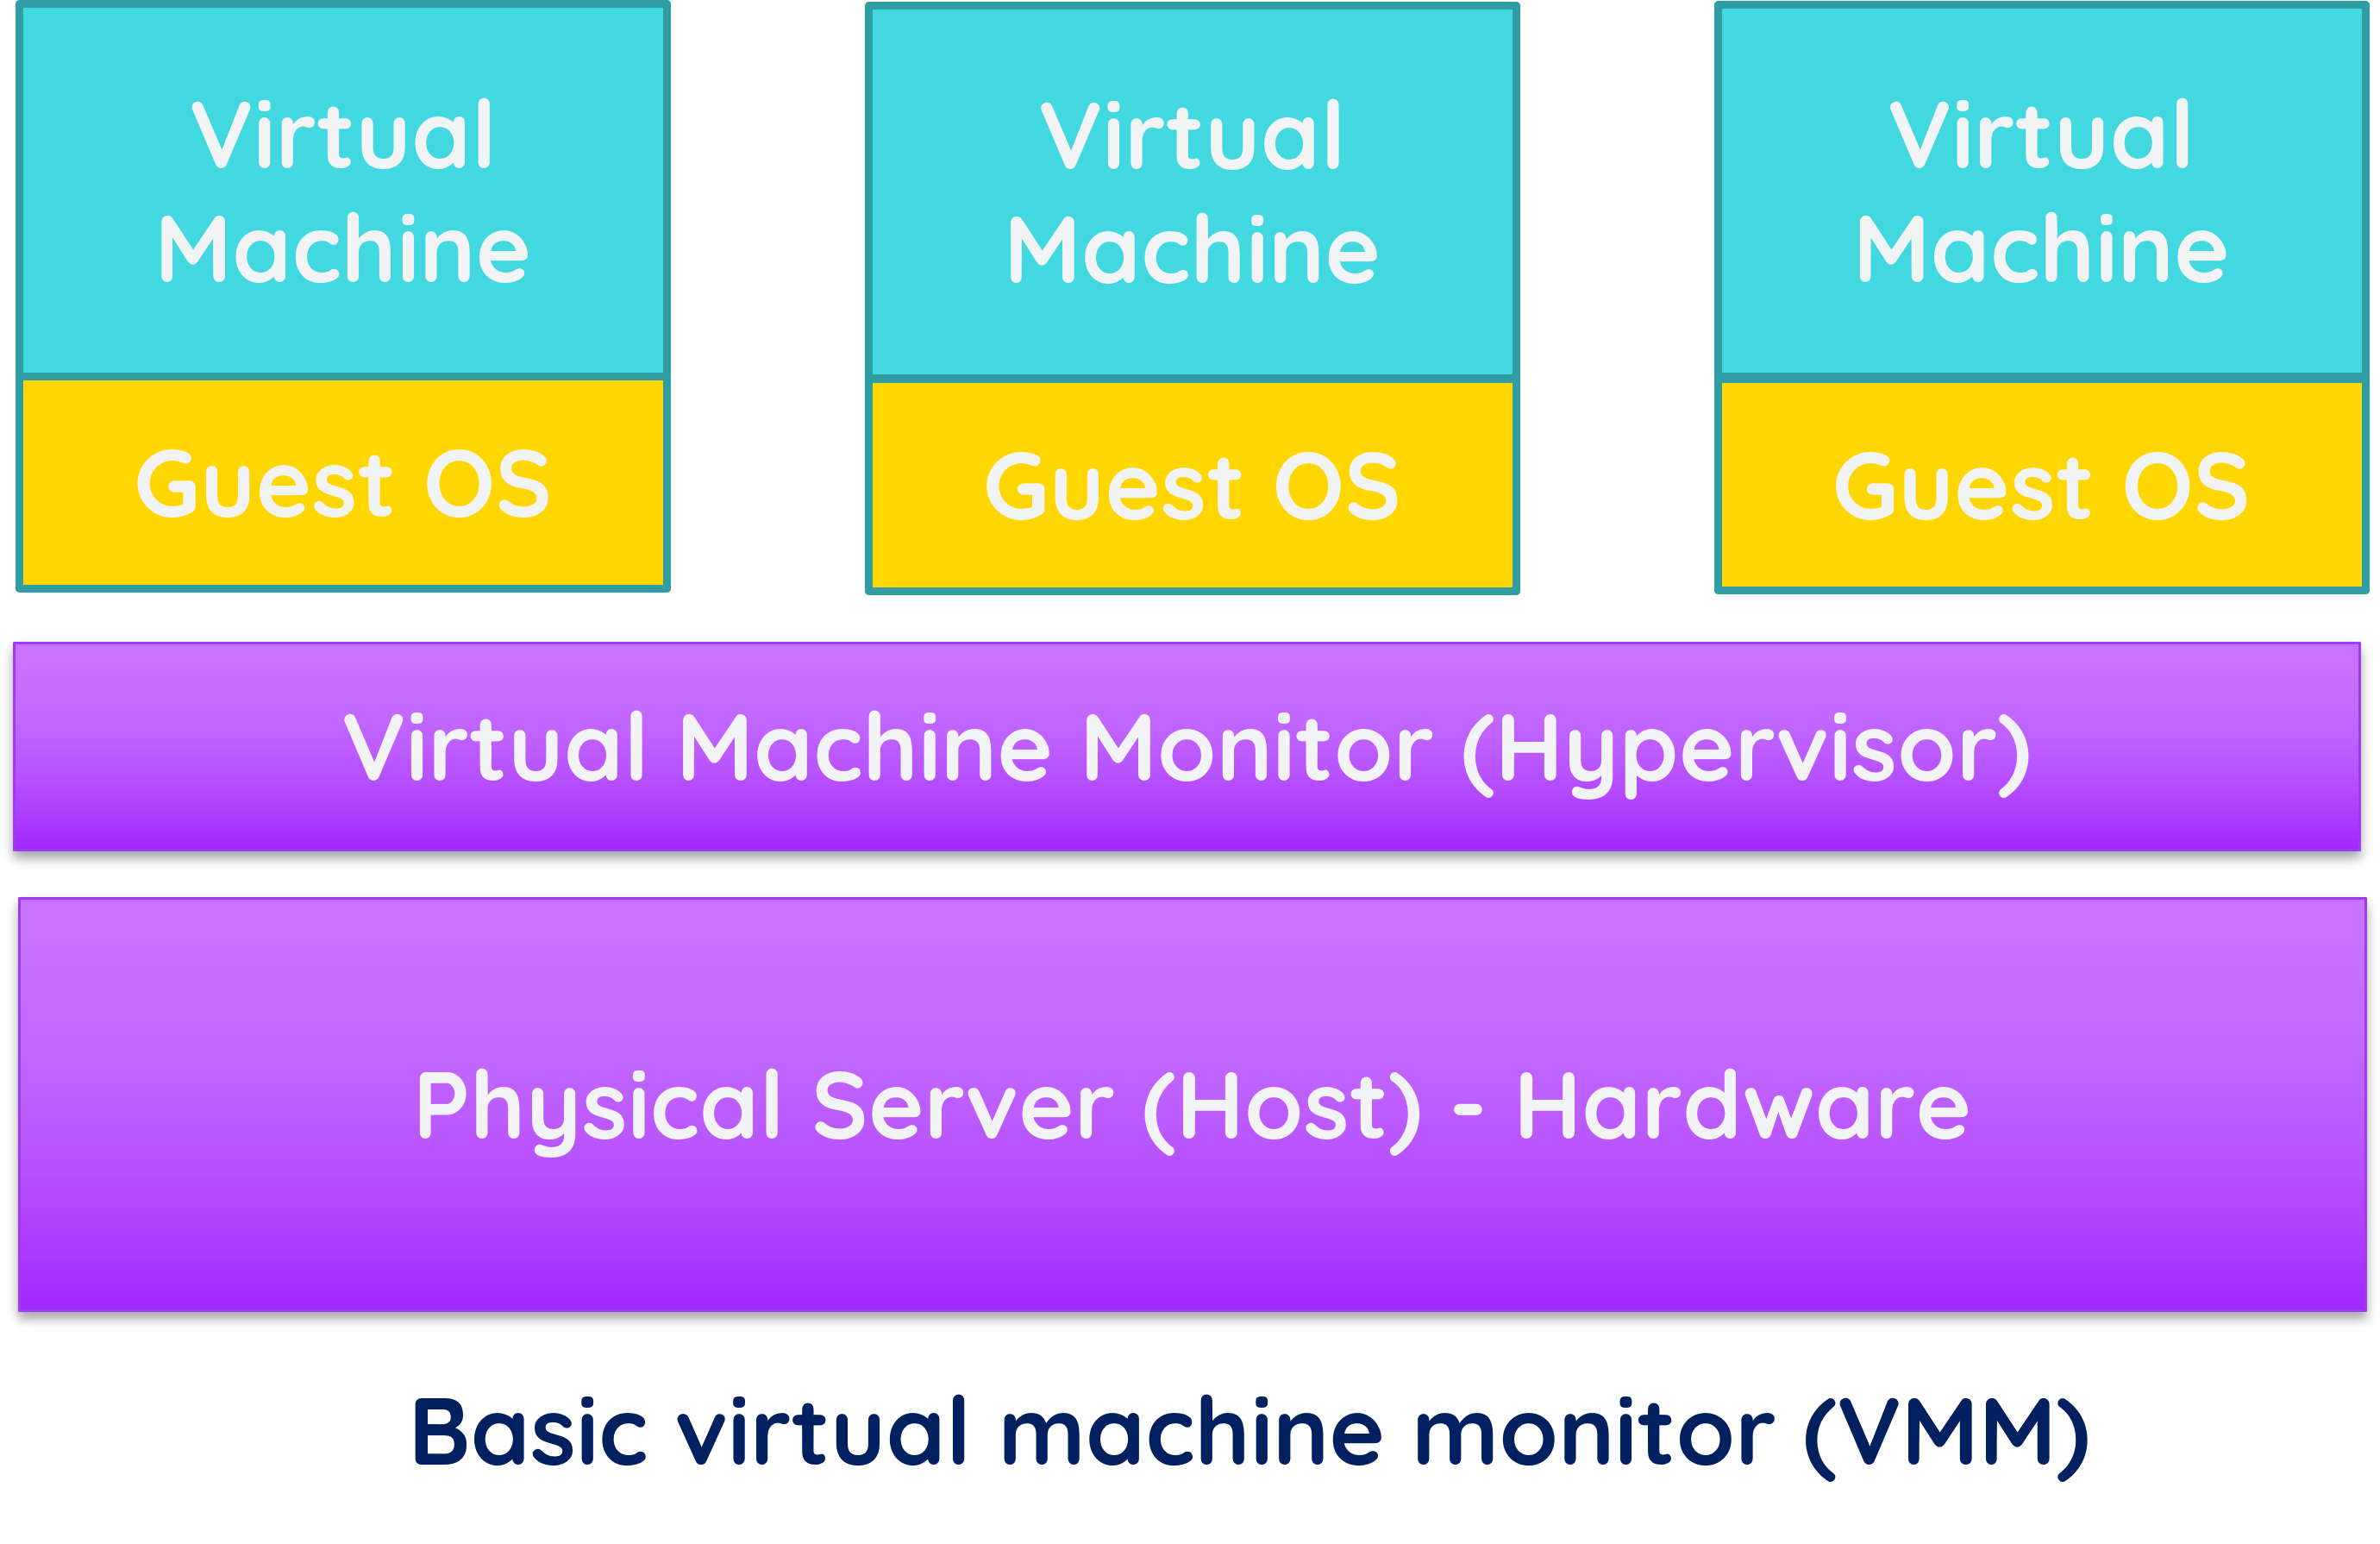 Virtual
Machine
Guest OS
Virtual
Machine
Guest OS
Virtual
Machine
Guest OS
Virtual Machine Monitor (Hypervisor)
Physical Server (Host) - Hardware
Basic virtual machine monitor (VMM)